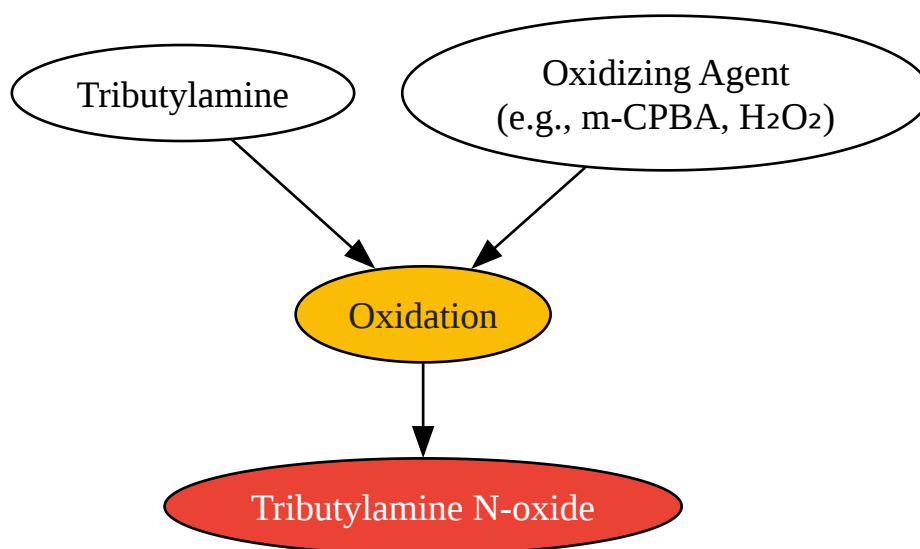 Tributylamine
Oxidizing Agent
(e.g., m-CPBA, H₂O₂)
Oxidation
Tributylamine N-oxide